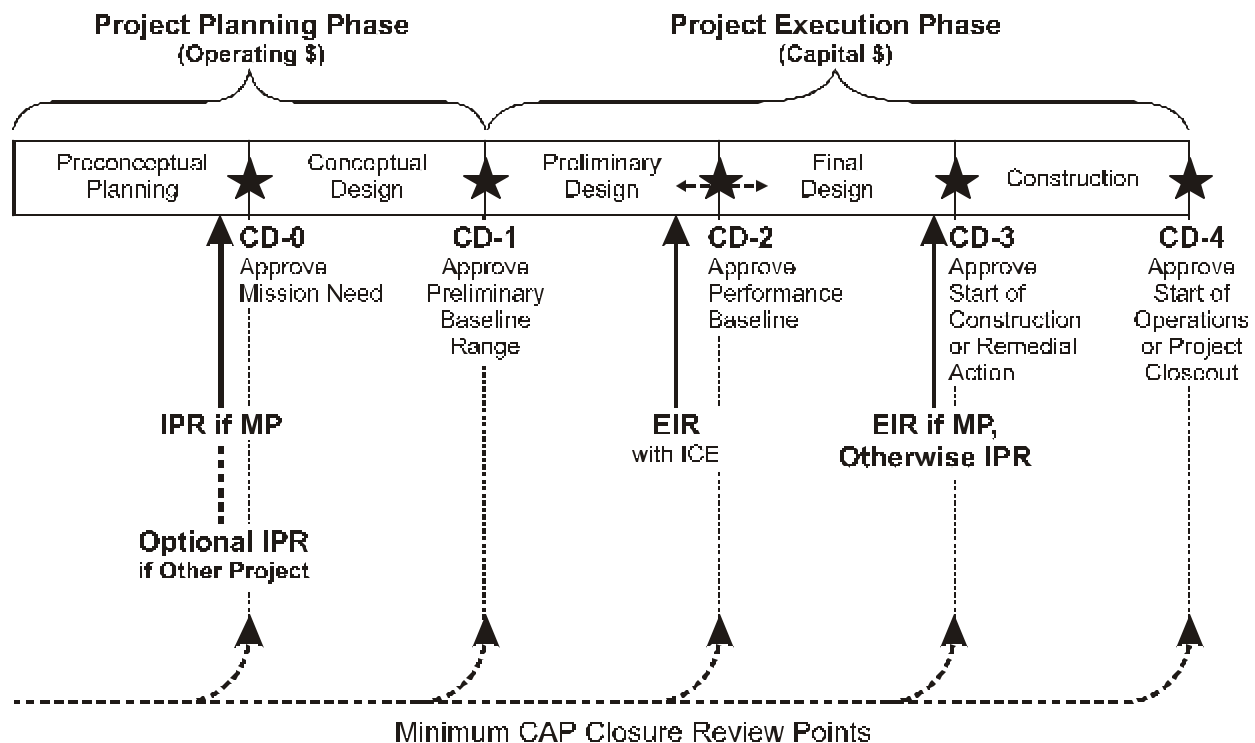 Project Planning Phase
(Operating $)
Project Execution Phase
(Capital $)
Preconceptual
Planning
Conceptual
Design
Preliminary
Design
Final
Design
Construction
CD-0
Approve
Mission Need
CD-1
Approve
Preliminary
Baseline
Range
CD-2
Approve
Performance
Baseline
CD-3
Approve
Start of
Construction
or Remedial
Action
CD-4
Approve
Start of
Operations
or Project
Closeout
IPR if MP
EIR
with ICE
EIR if MP,
Otherwise IPR
Optional IPR
if Other Project
Minimum CAP Closure Review Points